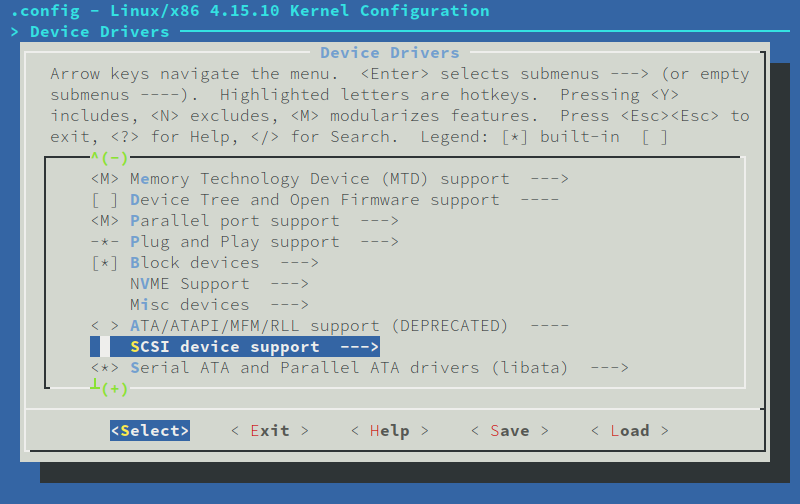 .config - Linux/x86 4.15.10 Kernel Configuration
> Device Drivers
Device Drivers
Arrow keys navigate the menu.  <Enter> selects submenus ---> (or empty
submenus ----).  Highlighted letters are hotkeys.  Pressing <Y>
includes, <N> excludes, <M> modularizes features.  Press <Esc><Esc> to
exit, <?> for Help, </> for Search.  Legend: [*] built-in  [ ]
^(-)
<M> Memory Technology Device (MTD) support  --->
[ ] Device Tree and Open Firmware support  ----
<M> Parallel port support  --->
-*- Plug and Play support  --->
[*] Block devices  --->
NVME Support  --->
Misc devices  --->
< > ATA/ATAPI/MFM/RLL support (DEPRECATED)  ----
SCSI device support  --->
<*> Serial ATA and Parallel ATA drivers (libata)  --->
(+)
<Select>    < Exit >    < Help >    < Save >    < Load >